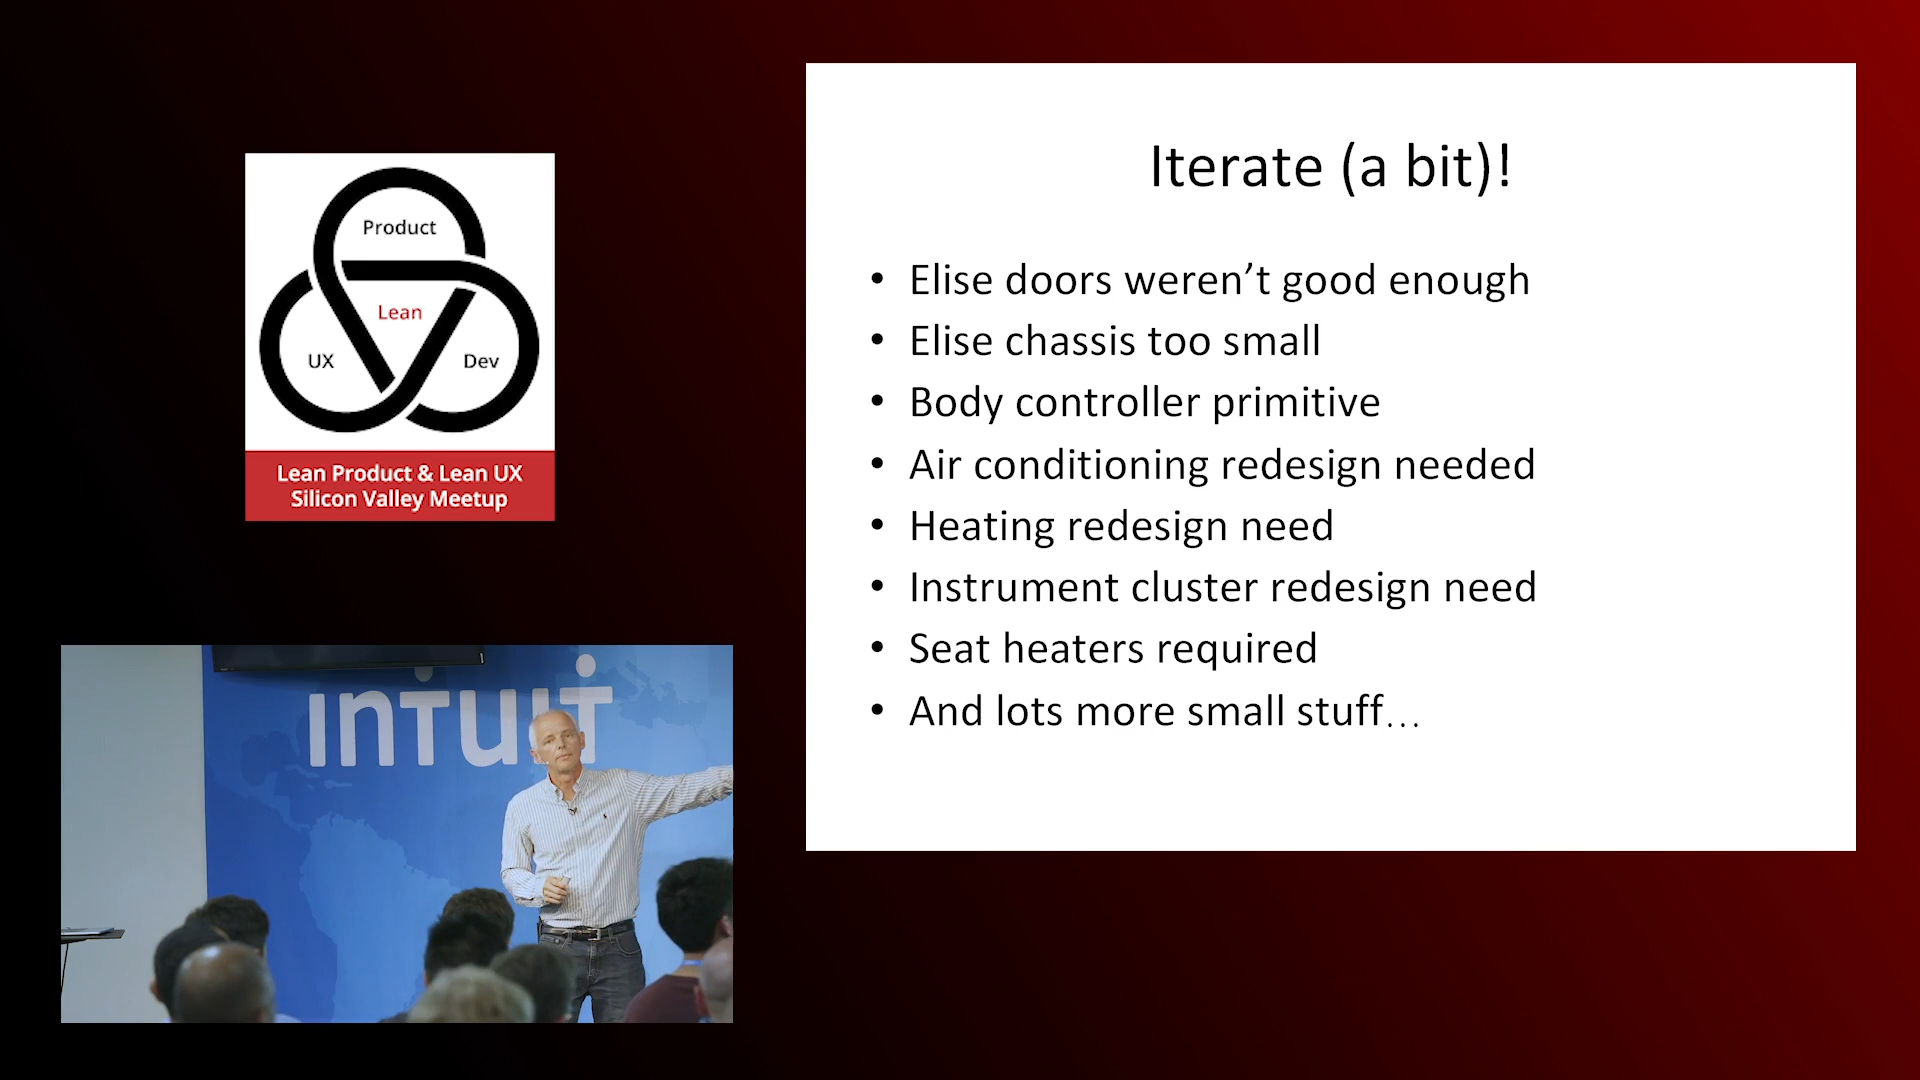 Product
Lean
UX
Dev
Lean Product & Lean UX
Silicon Valley Meetup
Iterate (a bit)!
• Elise doors weren’t good enough
• Elise chassis too small
• Body controller primitive
• Air conditioning redesign needed
• Heating redesign need
• Instrument cluster redesign need
• Seat heaters required
• And lots more small stuff…
intuit